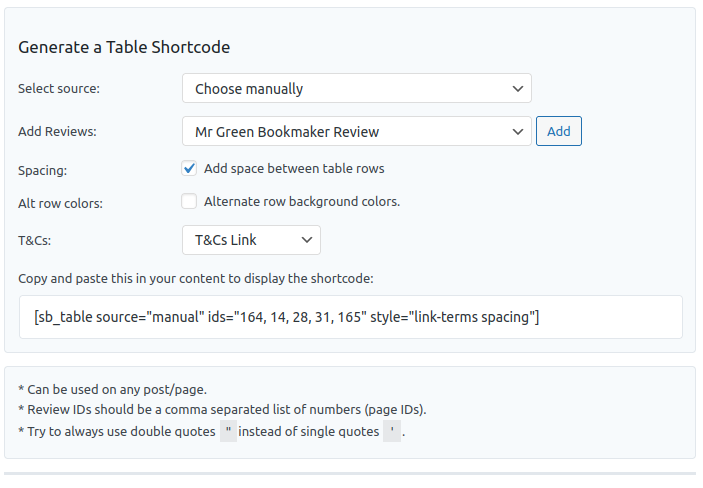 Generate a Table Shortcode
Select source: Choose manually
Add Reviews: Mr Green Bookmaker Review Add
Spacing: Add space between table rows
Alt row colors: Alternate row background colors.
T&Cs: T&Cs Link
Copy and paste this in your content to display the shortcode:
[sb_table source="manual" ids="164, 14, 28, 31, 165" style="link-terms spacing"]
* Can be used on any post/page.
* Review IDs should be a comma separated list of numbers (page IDs).
* Try to always use double quotes " instead of single quotes ' .